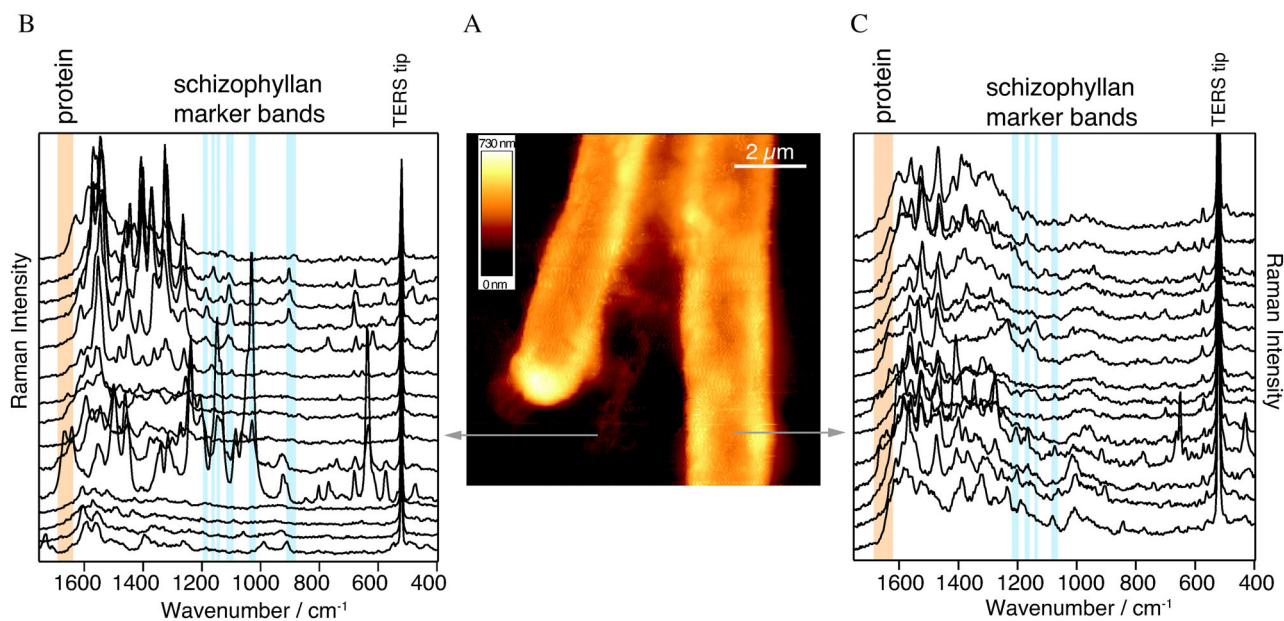 B
A
C
protein
schizophyllan
marker bands
TERS tip
730 nm
0 nm
2 µm
protein
schizophyllan
marker bands
TERS tip
Raman Intensity
Raman Intensity
1600 1400 1200 1000 800 600 400
Wavenumber / cm⁻¹
1600 1400 1200 1000 800 600 400
Wavenumber / cm⁻¹